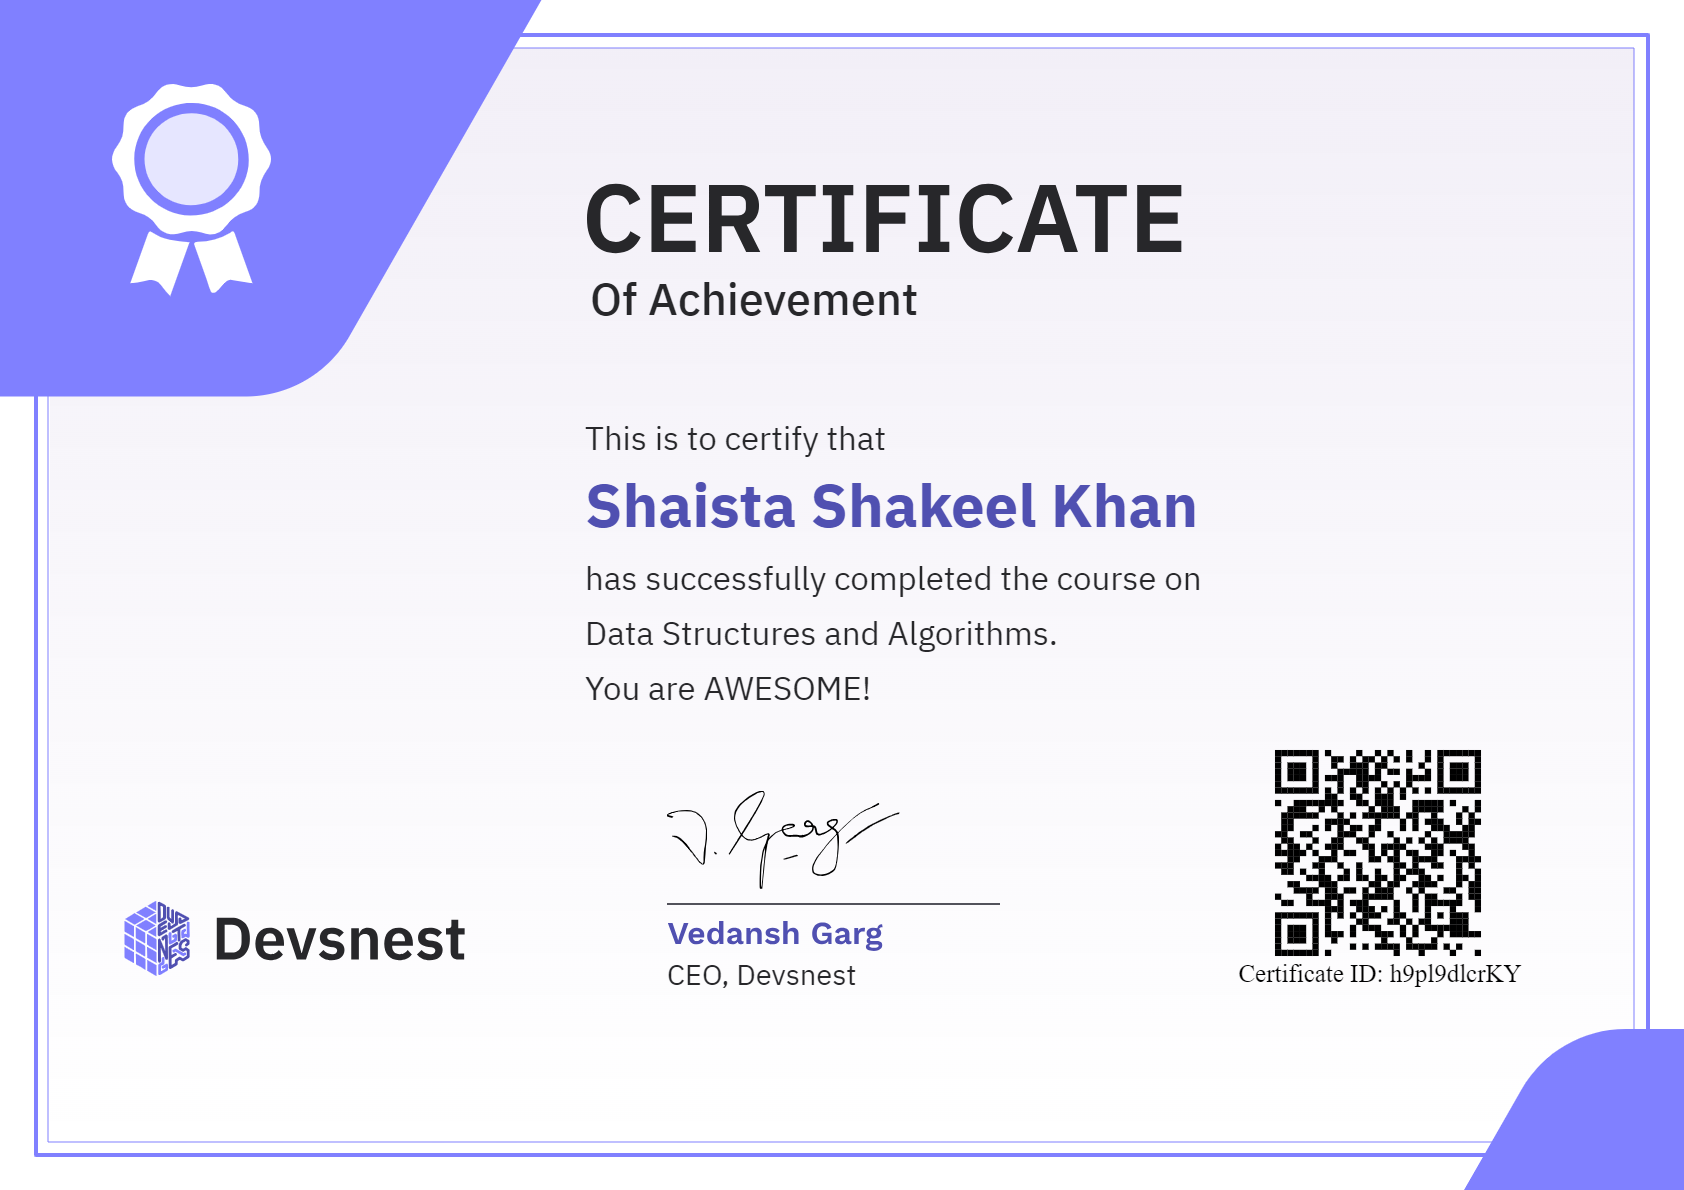 CERTIFICATE
Of Achievement
This is to certify that
Shaista Shakeel Khan
has successfully completed the course on
Data Structures and Algorithms.
You are AWESOME!
V. Garg
Devsnest
Vedansh Garg
CEO, Devsnest
Certificate ID: h9pl9dlcrKY